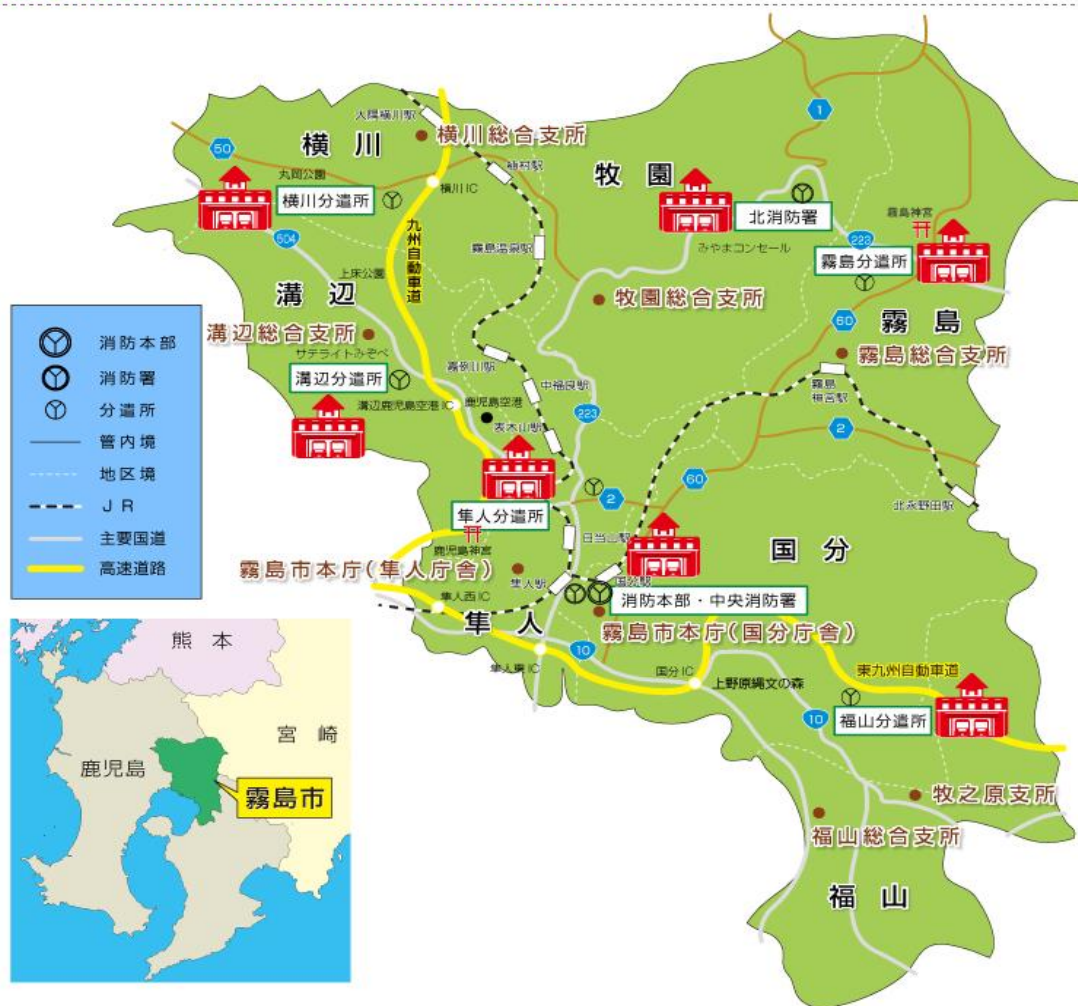 大隅横川駅
横川総合支所
横川
50
丸岡公園
横川分遣所
横川IC
植村駅
牧園
1
北消防署
霧島神宮
みやまコンセール
223
霧島分遣所
604
九州自動車道
霧島温泉駅
上床公園
溝辺
牧園総合支所
60
霧島
溝辺総合支所
霧島総合支所
サテライトみぞべ
溝辺分遣所
嘉例川駅
中福良駅
霧島
神宮駅
溝辺鹿児島空港IC
鹿児島空港
表木山駅
223
2
60
2
北永野田駅
隼人分遣所
鹿児島神宮
日当山駅
国分
霧島市本庁(隼人庁舎)
隼人駅
国分駅
消防本部・中央消防署
隼人西IC
隼人
霧島市本庁(国分庁舎)
10
隼人東IC
国分IC
上野原縄文の森
東九州自動車道
10
福山分遣所
牧之原支所
福山総合支所
福山
消防本部
消防署
分遣所
管内境
地区境
JR
主要国道
高速道路
熊本
宮崎
鹿児島
霧島市